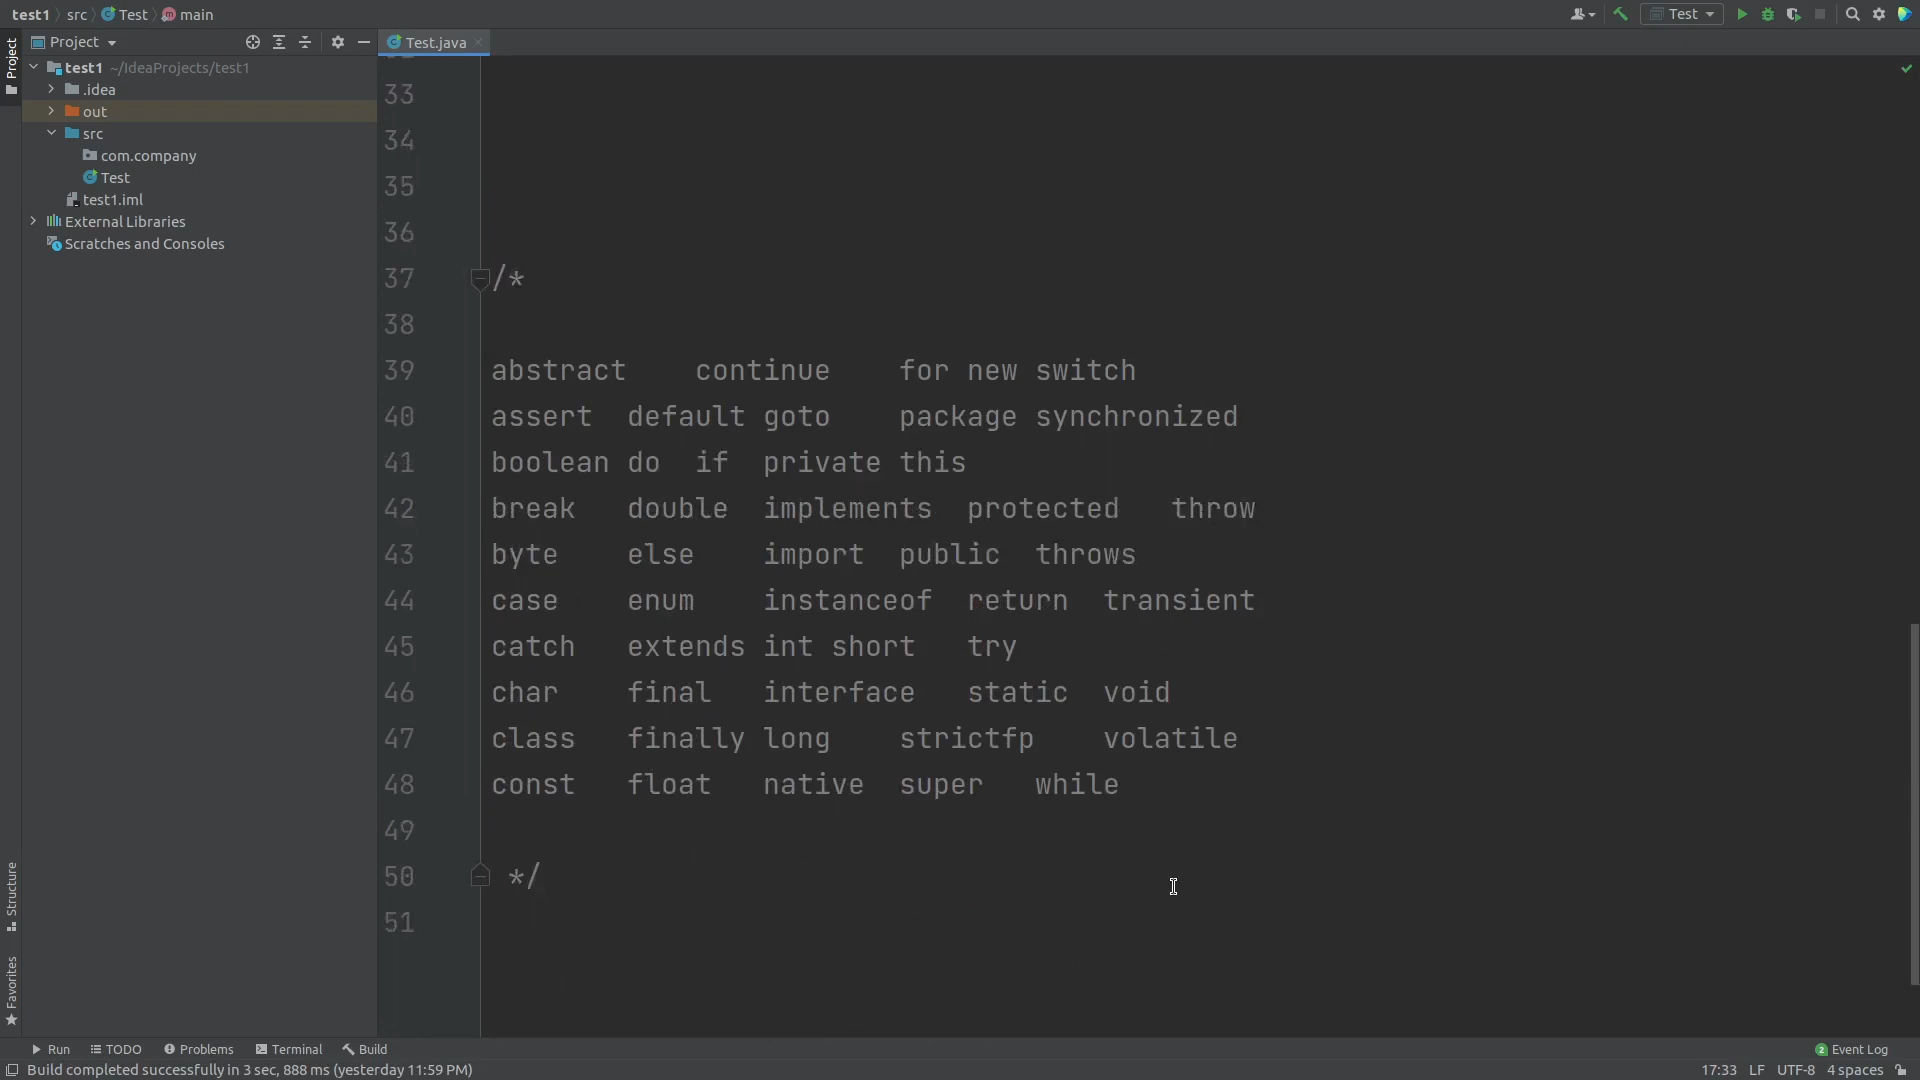 test1 src Test main
Test
Project
Test.java
Project
test1 ~/IdeaProjects/test1
.idea
out
src
com.company
Test
test1.iml
External Libraries
Scratches and Consoles
33
34
35
36
37 /*
38
39 abstract continue for new switch
40 assert default goto package synchronized
41 boolean do if private this
42 break double implements protected throw
43 byte else import public throws
44 case enum instanceof return transient
45 catch extends int short try
46 char final interface static void
47 class finally long strictfp volatile
48 const float native super while
49
50 */
51
Structure
Favorites
Run TODO Problems Terminal Build 2 Event Log
Build completed successfully in 3 sec, 888 ms (yesterday 11:59 PM) 17:33 LF UTF-8 4 spaces